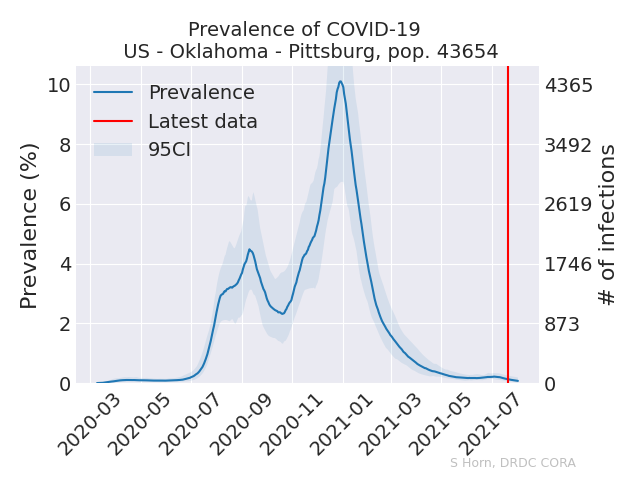 Prevalence of COVID-19
US - Oklahoma - Pittsburg, pop. 43654
Prevalence (%)
10
8
6
4
2
0
Prevalence
Latest data
95CI
4365
3492
2619
1746
873
0
# of infections
2020-03
2020-05
2020-07
2020-09
2020-11
2021-01
2021-03
2021-05
2021-07
S Horn, DRDC CORA